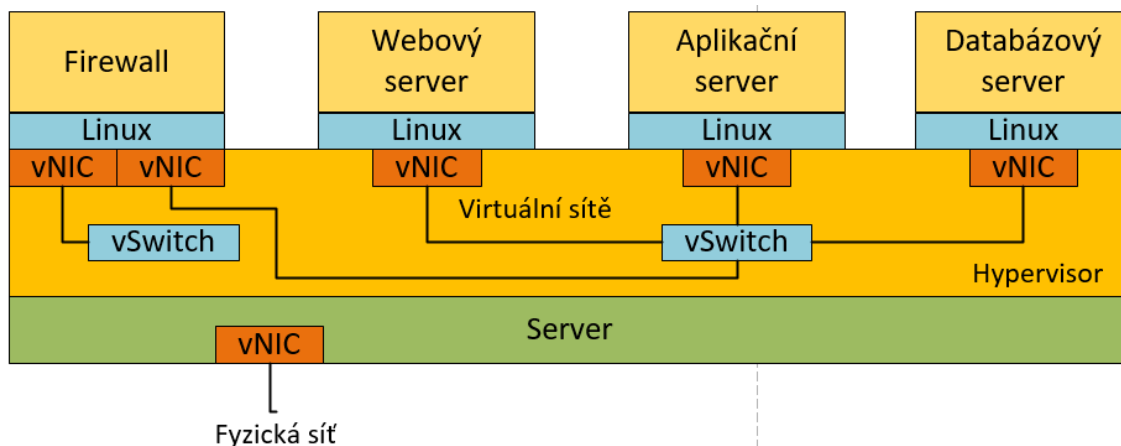 Firewall
Webový
server
Aplikační
server
Databázový
server
Linux
Linux
Linux
Linux
vNIC
vNIC
vNIC
vNIC
vNIC
Virtuální sítě
vSwitch
vSwitch
Hypervisor
Server
vNIC
Fyzická síť